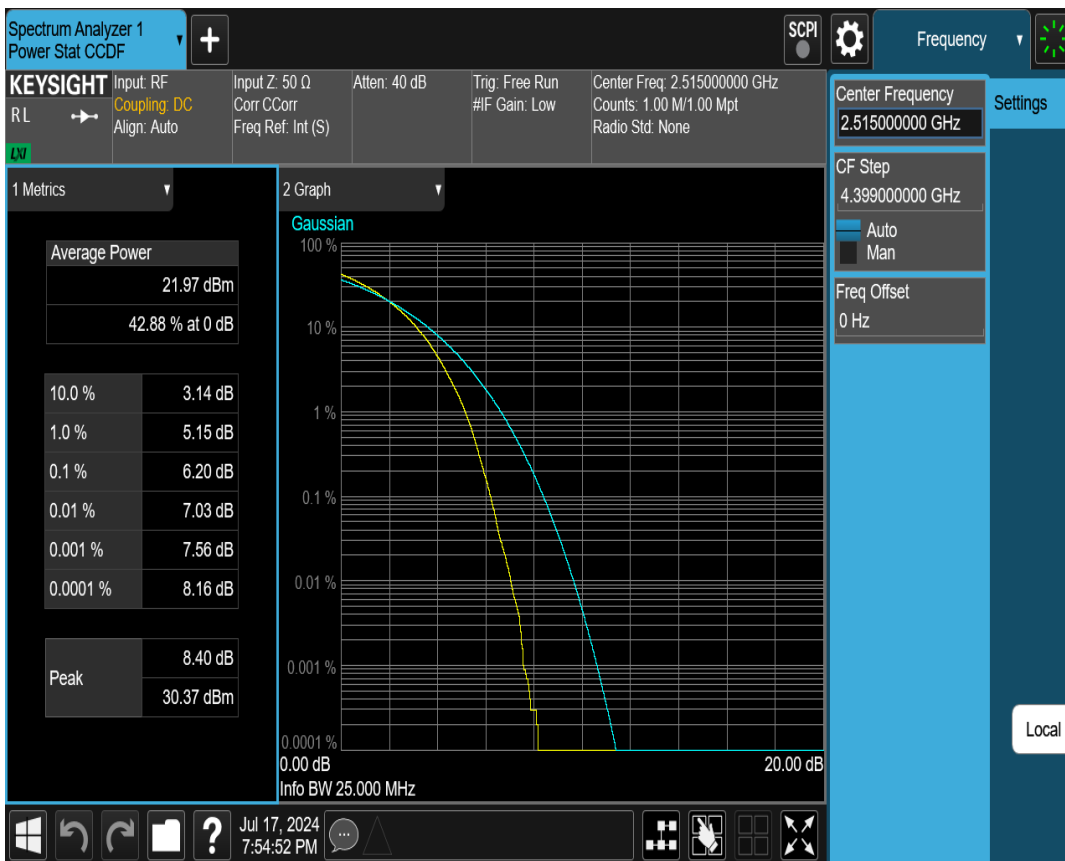 Spectrum Analyzer 1
Power Stat CCDF
SCPI
Frequency
KEYSIGHT
RL
LXI
Input: RF
Coupling: DC
Align: Auto
Input Z: 50 Ω
Corr CCorr
Freq Ref: Int (S)
Atten: 40 dB
Trig: Free Run
#IF Gain: Low
Center Freq: 2.515000000 GHz
Counts: 1.00 M/1.00 Mpt
Radio Std: None
Center Frequency
2.515000000 GHz
Settings
CF Step
4.399000000 GHz
Auto
Man
Freq Offset
0 Hz
1 Metrics
Average Power
21.97 dBm
42.88 % at 0 dB
10.0 % 3.14 dB
1.0 % 5.15 dB
0.1 % 6.20 dB
0.01 % 7.03 dB
0.001 % 7.56 dB
0.0001 % 8.16 dB
Peak
8.40 dB
30.37 dBm
2 Graph
Gaussian
100 %
10 %
1 %
0.1 %
0.01 %
0.001 %
0.0001 %
0.00 dB 20.00 dB
Info BW 25.000 MHz
Local
?
Jul 17, 2024
7:54:52 PM